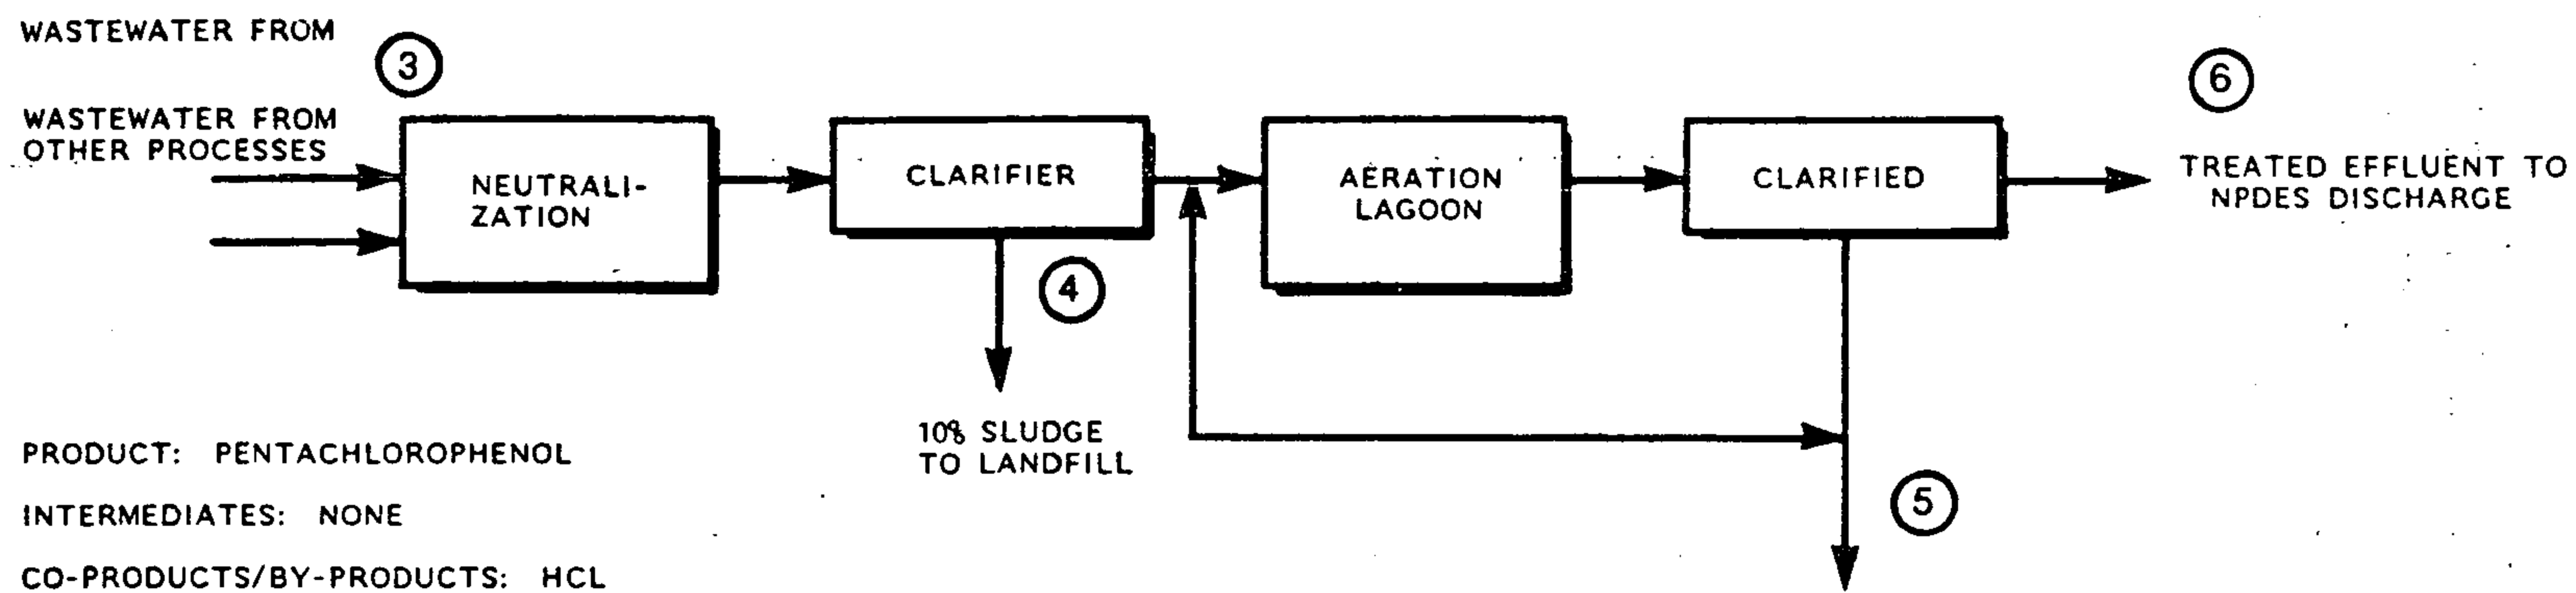 WASTEWATER FROM
3
6
WASTEWATER FROM
OTHER PROCESSES
NEUTRALI-
ZATION
CLARIFIER
AERATION
LAGOON
CLARIFIED
TREATED EFFLUENT TO
NPDES DISCHARGE
4
10% SLUDGE
TO LANDFILL
5
PRODUCT: PENTACHLOROPHENOL
INTERMEDIATES: NONE
CO-PRODUCTS/BY-PRODUCTS: HCL